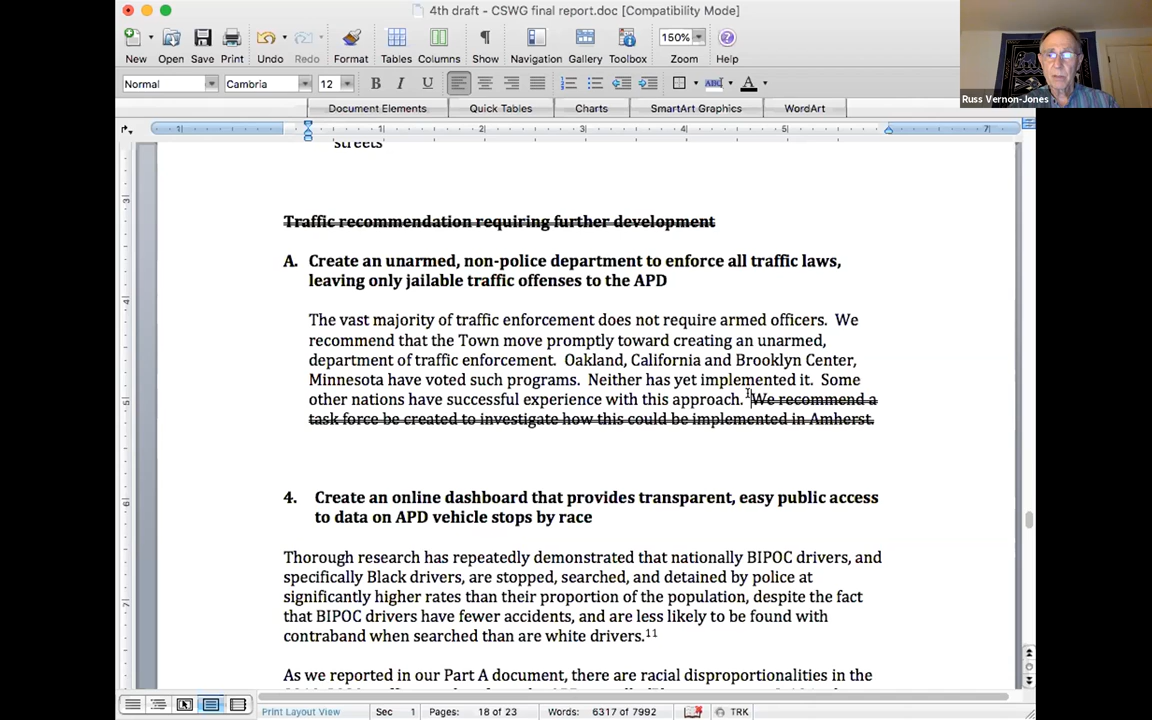 4th draft - CSWG final report.doc [Compatibility Mode]
New Open Save Print Undo Redo Format Tables Columns Show Navigation Gallery Toolbox Zoom Help
150%
Normal Cambria 12 B I U ABC A
Document Elements Quick Tables Charts SmartArt Graphics WordArt
Russ Vernon-Jones
1 1 2 3 4 5 7
streets
Traffic recommendation requiring further development
A. Create an unarmed, non-police department to enforce all traffic laws,
leaving only jailable traffic offenses to the APD
The vast majority of traffic enforcement does not require armed officers. We
recommend that the Town move promptly toward creating an unarmed,
department of traffic enforcement. Oakland, California and Brooklyn Center,
Minnesota have voted such programs. Neither has yet implemented it. Some
other nations have successful experience with this approach. We recommend a
task force be created to investigate how this could be implemented in Amherst.
4. Create an online dashboard that provides transparent, easy public access
to data on APD vehicle stops by race
Thorough research has repeatedly demonstrated that nationally BIPOC drivers, and
specifically Black drivers, are stopped, searched, and detained by police at
significantly higher rates than their proportion of the population, despite the fact
that BIPOC drivers have fewer accidents, and are less likely to be found with
contraband when searched than are white drivers.11
As we reported in our Part A document, there are racial disproportionalities in the
Print Layout View Sec 1 Pages: 18 of 23 Words: 6317 of 7992 TRK